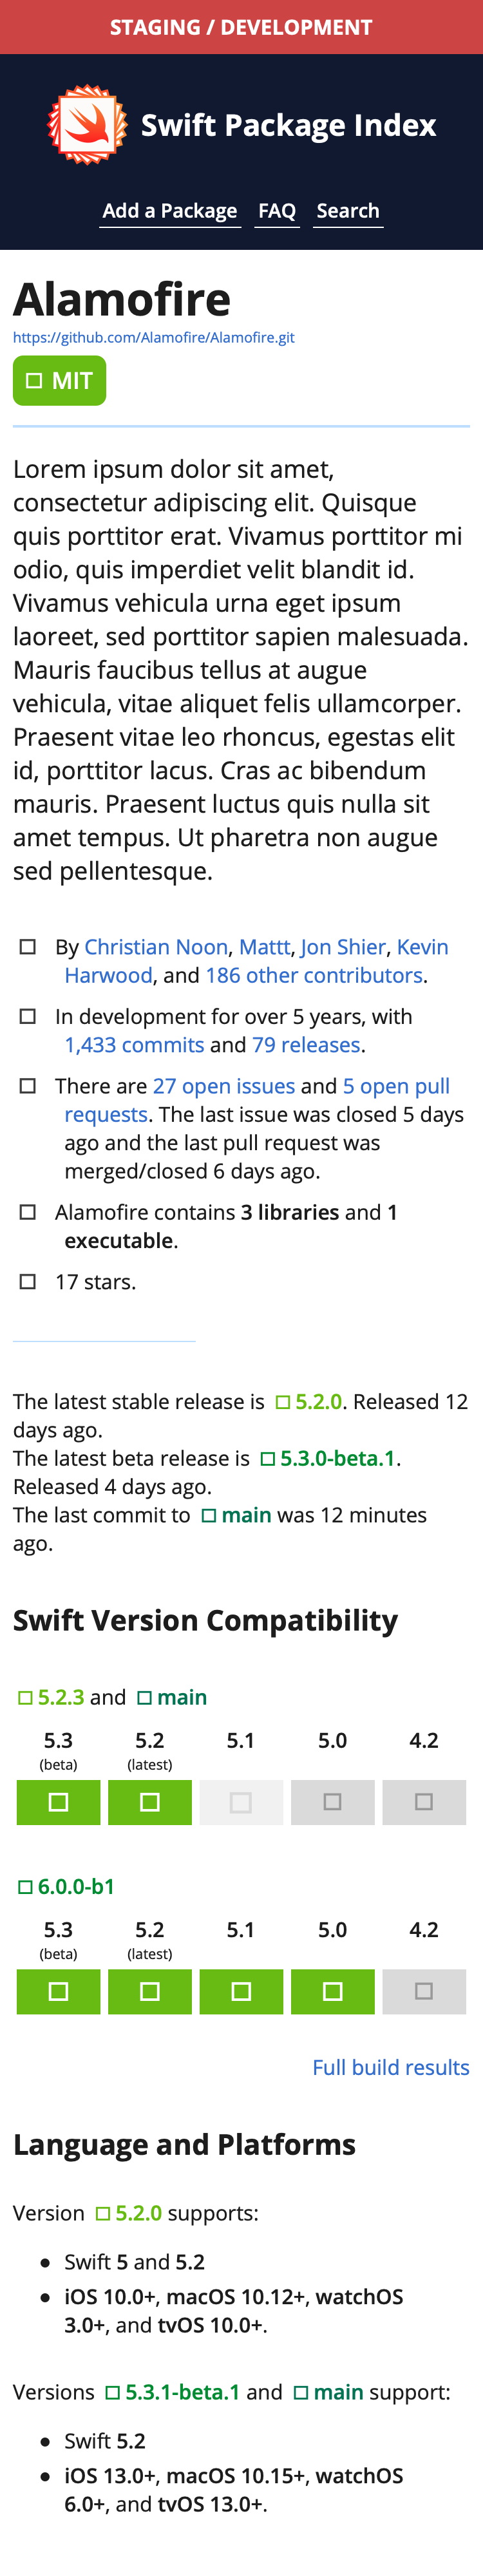 STAGING / DEVELOPMENT
Swift Package Index
Add a Package FAQ Search
Alamofire
https://github.com/Alamofire/Alamofire.git
MIT
Lorem ipsum dolor sit amet,
consectetur adipiscing elit. Quisque
quis porttitor erat. Vivamus porttitor mi
odio, quis imperdiet velit blandit id.
Vivamus vehicula urna eget ipsum
laoreet, sed porttitor sapien malesuada.
Mauris faucibus tellus at augue
vehicula, vitae aliquet felis ullamcorper.
Praesent vitae leo rhoncus, egestas elit
id, porttitor lacus. Cras ac bibendum
mauris. Praesent luctus quis nulla sit
amet tempus. Ut pharetra non augue
sed pellentesque.
By Christian Noon, Mattt, Jon Shier, Kevin
Harwood, and 186 other contributors.
In development for over 5 years, with
1,433 commits and 79 releases.
There are 27 open issues and 5 open pull
requests. The last issue was closed 5 days
ago and the last pull request was
merged/closed 6 days ago.
Alamofire contains 3 libraries and 1
executable.
17 stars.
The latest stable release is 5.2.0. Released 12
days ago.
The latest beta release is 5.3.0-beta.1.
Released 4 days ago.
The last commit to main was 12 minutes
ago.
Swift Version Compatibility
5.2.3 and main
5.3 5.2 5.1 5.0 4.2
(beta) (latest)
6.0.0-b1
5.3 5.2 5.1 5.0 4.2
(beta) (latest)
Full build results
Language and Platforms
Version 5.2.0 supports:
• Swift 5 and 5.2
• iOS 10.0+, macOS 10.12+, watchOS
3.0+, and tvOS 10.0+.
Versions 5.3.1-beta.1 and main support:
• Swift 5.2
• iOS 13.0+, macOS 10.15+, watchOS
6.0+, and tvOS 13.0+.